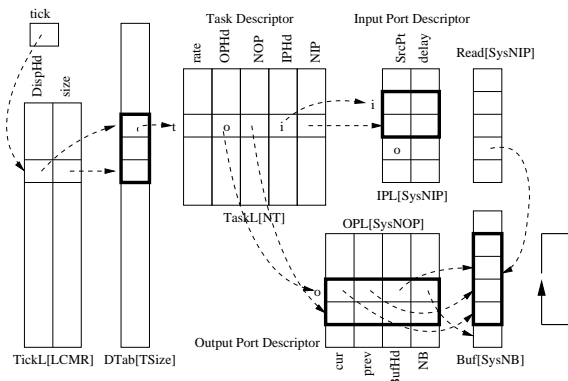 tick
Task Descriptor
Input Port Descriptor
DispHd
size
rate
OPHd
NOP
IPHd
NIP
SrcPt
delay
Read[SysNIP]
t
o
i
i
o
IPL[SysNIP]
TaskL[NT]
OPL[SysNOP]
o
Output Port Descriptor
cur
prev
BufHd
NB
TickL[LCMR]
DTab[TSize]
Buf[SysNB]